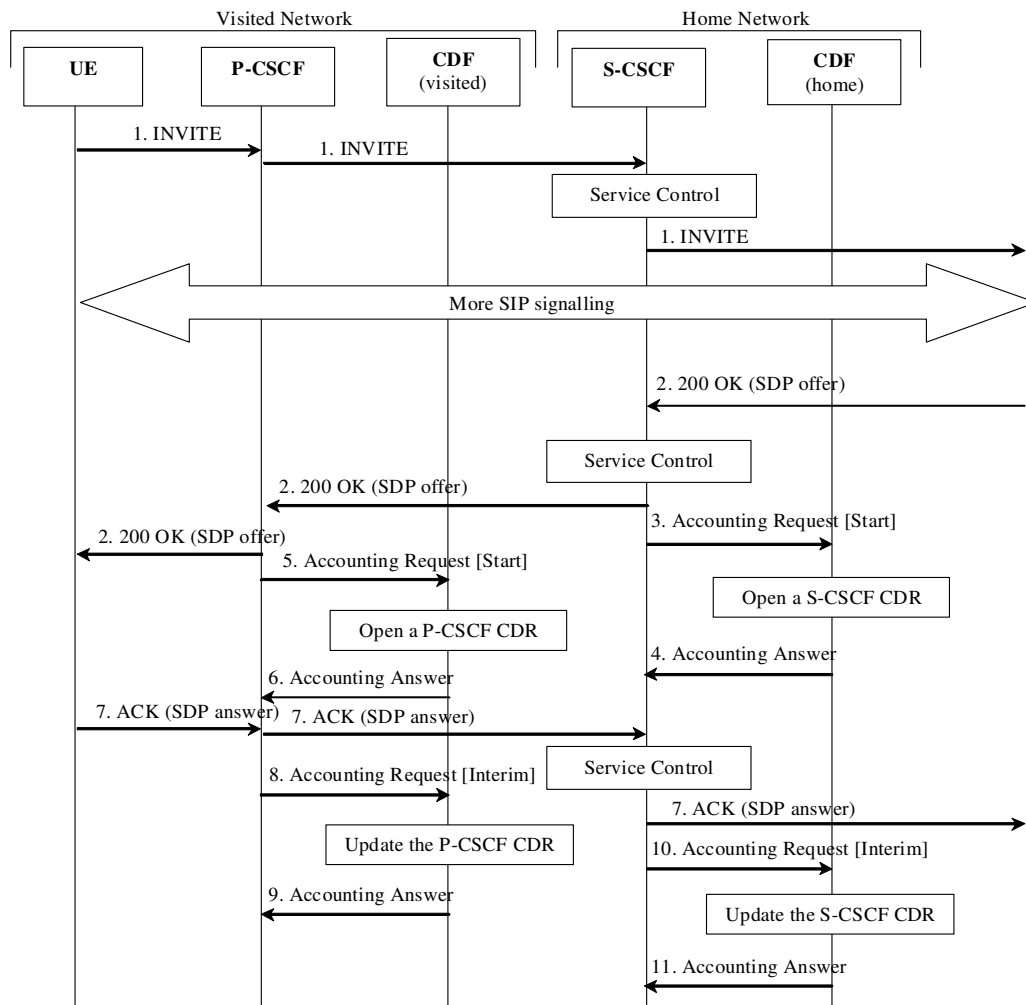 Visited Network
Home Network
UE
P-CSCF
CDF
(visited)
S-CSCF
CDF
(home)
1. INVITE
1. INVITE
Service Control
1. INVITE
More SIP signalling
2. 200 OK (SDP offer)
Service Control
2. 200 OK (SDP offer)
3. Accounting Request [Start]
2. 200 OK (SDP offer)
5. Accounting Request [Start]
Open a S-CSCF CDR
Open a P-CSCF CDR
4. Accounting Answer
6. Accounting Answer
7. ACK (SDP answer)
7. ACK (SDP answer)
Service Control
8. Accounting Request [Interim]
7. ACK (SDP answer)
Update the P-CSCF CDR
10. Accounting Request [Interim]
9. Accounting Answer
Update the S-CSCF CDR
11. Accounting Answer